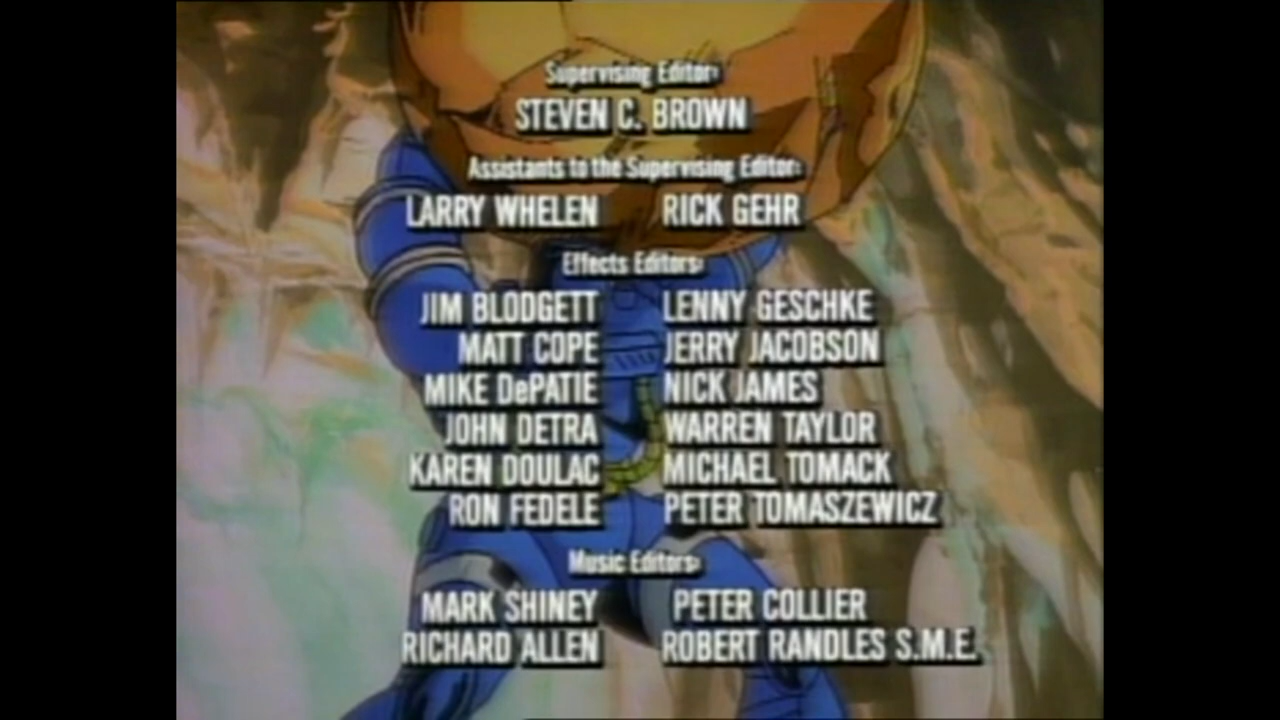 Supervising Editor:
STEVEN C. BROWN
Assistants to the Supervising Editor:
LARRY WHELEN RICK GEHR
Effects Editors:
JIM BLODGETT LENNY GESCHKE
MATT COPE JERRY JACOBSON
MIKE DePATIE NICK JAMES
JOHN DETRA WARREN TAYLOR
KAREN DOULAC MICHAEL TOMACK
RON FEDELE PETER TOMASZEWICZ
Music Editors:
MARK SHINEY PETER COLLIER
RICHARD ALLEN ROBERT RANDLES S.M.E.